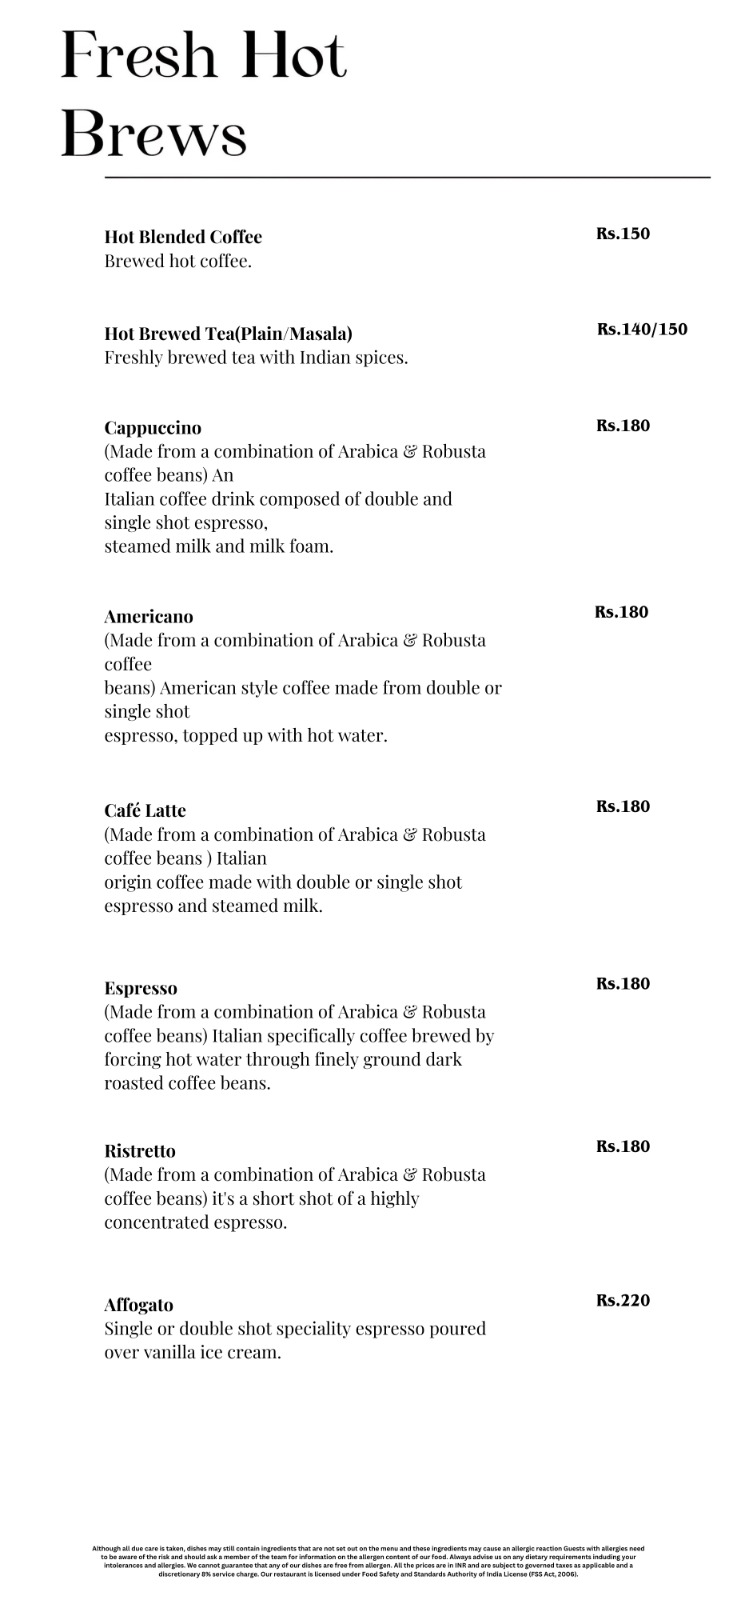 Fresh Hot
Brews
Hot Blended Coffee Rs.150
Brewed hot coffee.
Hot Brewed Tea(Plain/Masala) Rs.140/150
Freshly brewed tea with Indian spices.
Cappuccino Rs.180
(Made from a combination of Arabica & Robusta
coffee beans) An
Italian coffee drink composed of double and
single shot espresso,
steamed milk and milk foam.
Americano Rs.180
(Made from a combination of Arabica & Robusta
coffee
beans) American style coffee made from double or
single shot
espresso, topped up with hot water.
Café Latte Rs.180
(Made from a combination of Arabica & Robusta
coffee beans ) Italian
origin coffee made with double or single shot
espresso and steamed milk.
Espresso Rs.180
(Made from a combination of Arabica & Robusta
coffee beans) Italian specifically coffee brewed by
forcing hot water through finely ground dark
roasted coffee beans.
Ristretto Rs.180
(Made from a combination of Arabica & Robusta
coffee beans) it's a short shot of a highly
concentrated espresso.
Affogato Rs.220
Single or double shot speciality espresso poured
over vanilla ice cream.
Although all due care is taken, dishes may still contain ingredients that are not set out on the menu and these ingredients may cause an allergic reaction Guests with allergies need
to be aware of the risk and should ask a member of the team for information on the allergen content of our food. Always advise us on any dietary requirements including your
intolerances and allergies. We cannot guarantee that any of our dishes are free from allergen. All the prices are in INR and are subject to governed taxes as applicable and a
discretionary 8% service charge. Our restaurant is licensed under Food Safety and Standards Authority of India License (FSS Act, 2006).